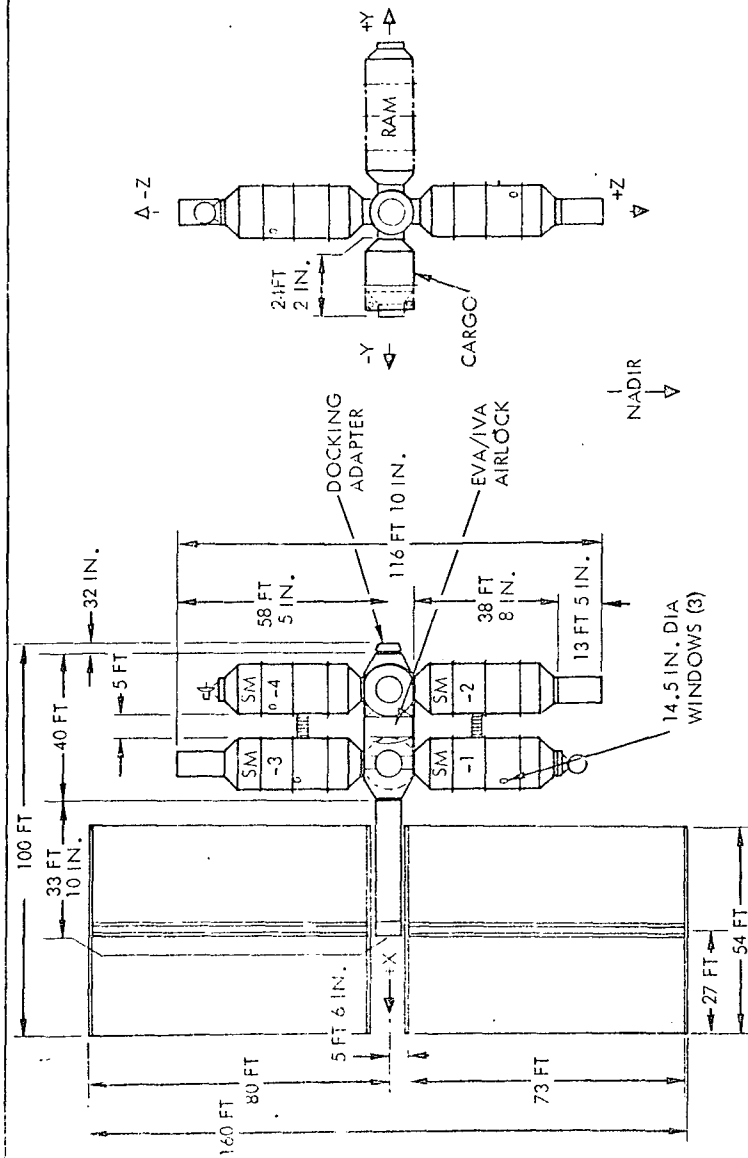 100 FT
33 FT
10 IN.
40 FT
5 FT
32 IN.
160 FT
80 FT
73 FT
5 FT 6 IN.
+X
27 FT
54 FT
SM
-3
SM
-4
SM
-1
SM
-2
58 FT
5 IN.
116 FT 10 IN.
38 FT
8 IN.
13 FT 5 IN.
DOCKING
ADAPTER
EVA/IVA
AIRLOCK
14.5 IN. DIA
WINDOWS (3)
NADIR
-Z
+Z
-Y
+Y
RAM
CARGO
24 FT
2 IN.